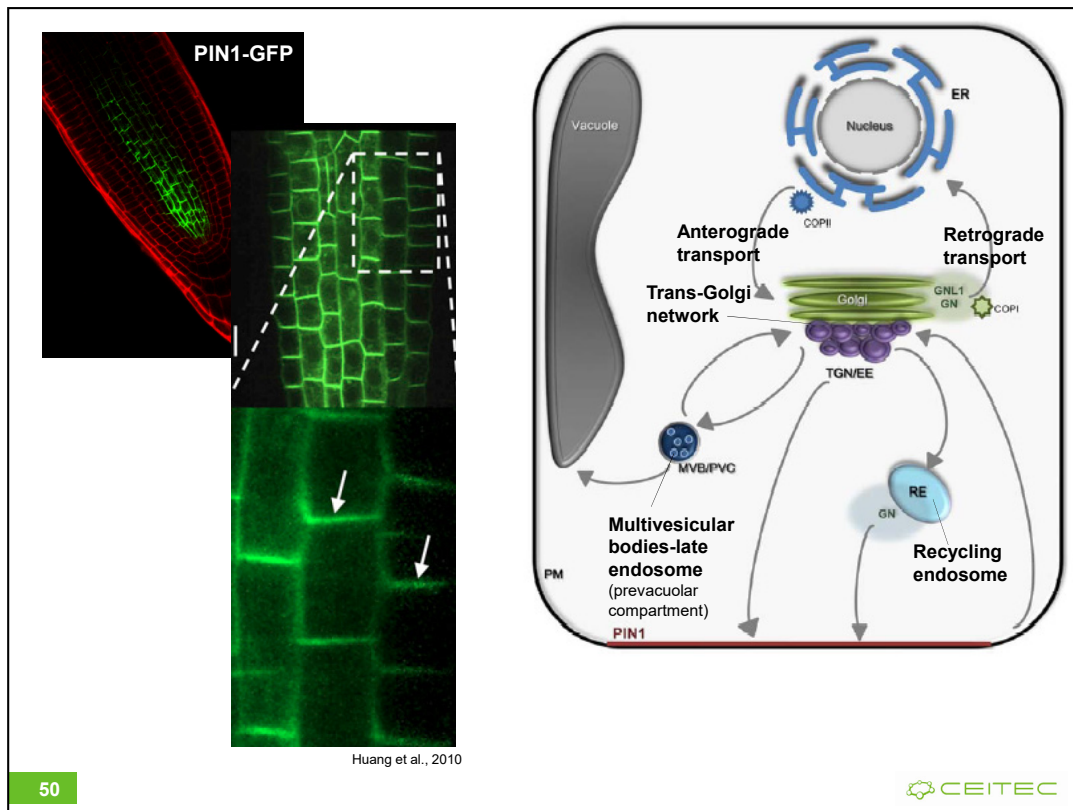 PIN1-GFP
Huang et al., 2010
Vacuole
Nucleus
ER
COPII
Anterograde
transport
Retrograde
transport
Trans-Golgi
network
Golgi
GNL1
GN
COPI
TGN/EE
MVB/PVC
Multivesicular
bodies-late
endosome
(prevacuolar
compartment)
RE
GN
Recycling
endosome
PM
PIN1
50
CEITEC